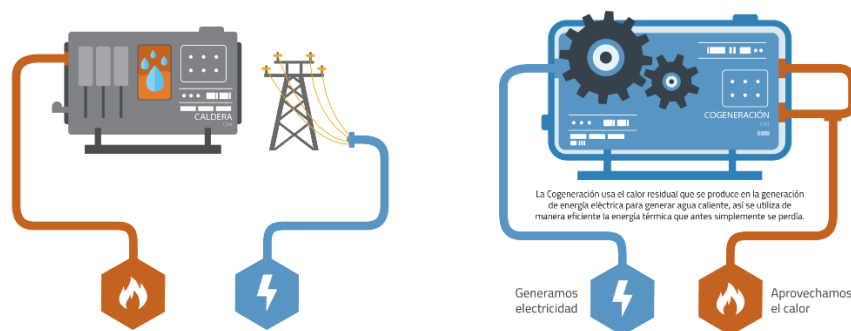 CALDERA
ON
COGENERACIÓN
ON
La Cogeneración usa el calor residual que se produce en la generación
de energía eléctrica para generar agua caliente, así se utiliza de
manera eficiente la energía térmica que antes simplemente se perdía.
Generamos
electricidad
Aprovechamos
el calor